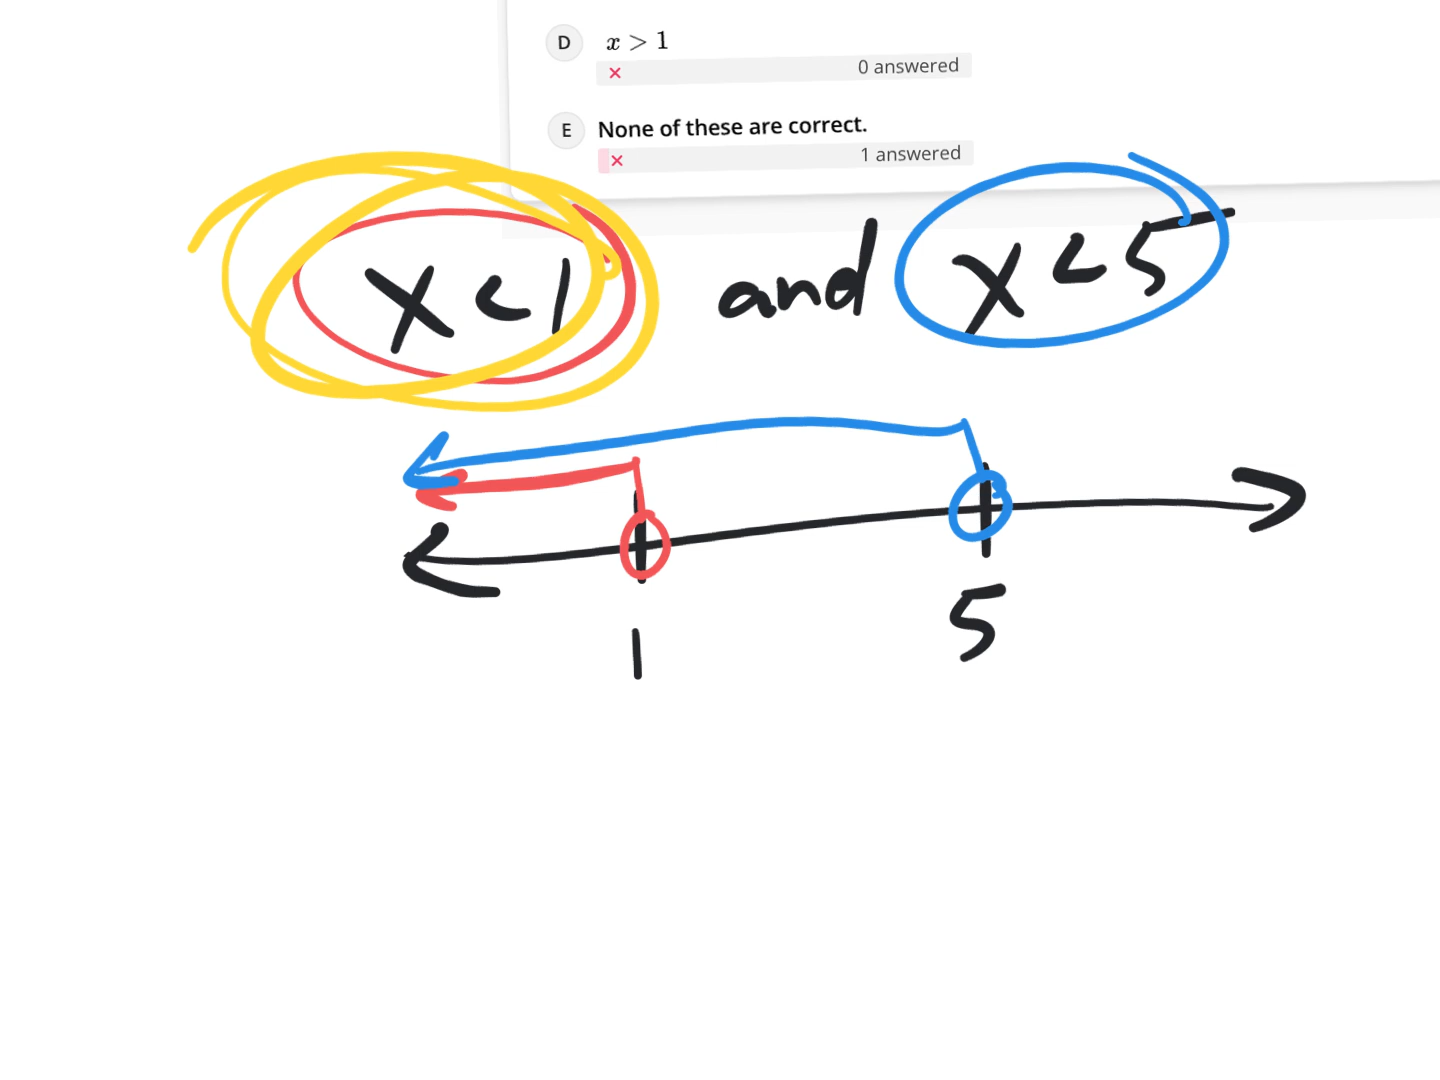 D x > 1
× 0 answered
E None of these are correct.
× 1 answered
x < 1 and x < 5
1 5